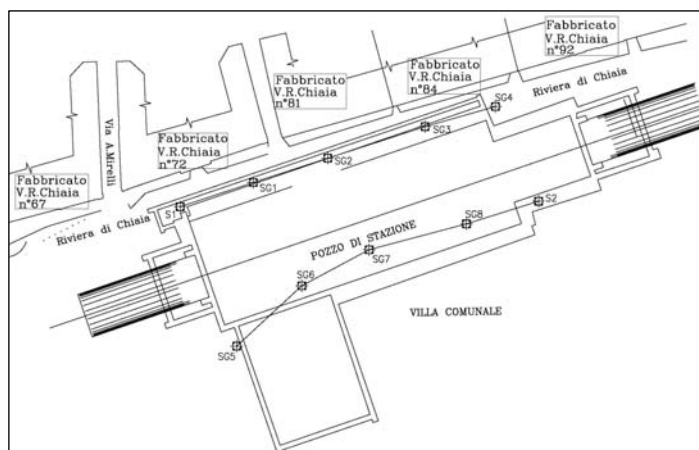 Fabbricato
V.R.Chiaia
n°92
Fabbricato
V.R.Chiaia
n°84
Riviera di Chiaia
Fabbricato
V.R.Chiaia
n°81
SG4
Via A.Mirelli
SG3
Fabbricato
V.R.Chiaia
n°72
SG2
Fabbricato
V.R.Chiaia
n°67
SG1
S1
S2
Riviera di Chiaia
SG8
POZZO DI STAZIONE
SG7
SG6
VILLA COMUNALE
SG5